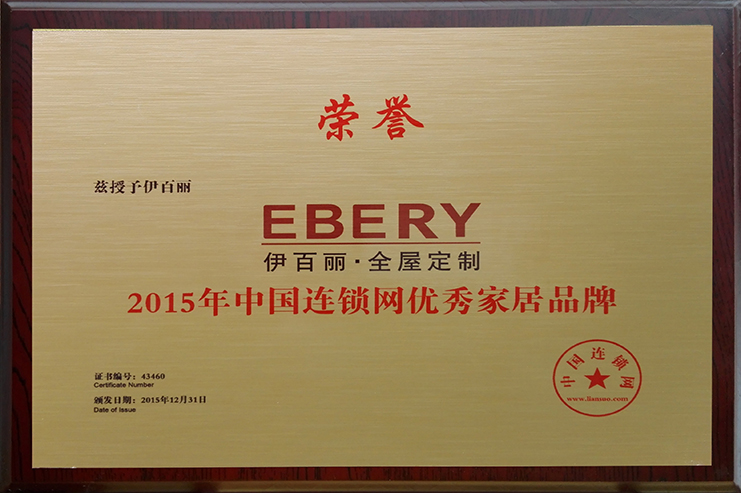 荣誉
兹授予伊百丽
EBERY
伊百丽·全屋定制
2015年中国连锁网优秀家居品牌
证书编号：43460
Certificate Number
颁发日期：2015年12月31日
Date of Issue
中国连锁网
www.liansuo.com